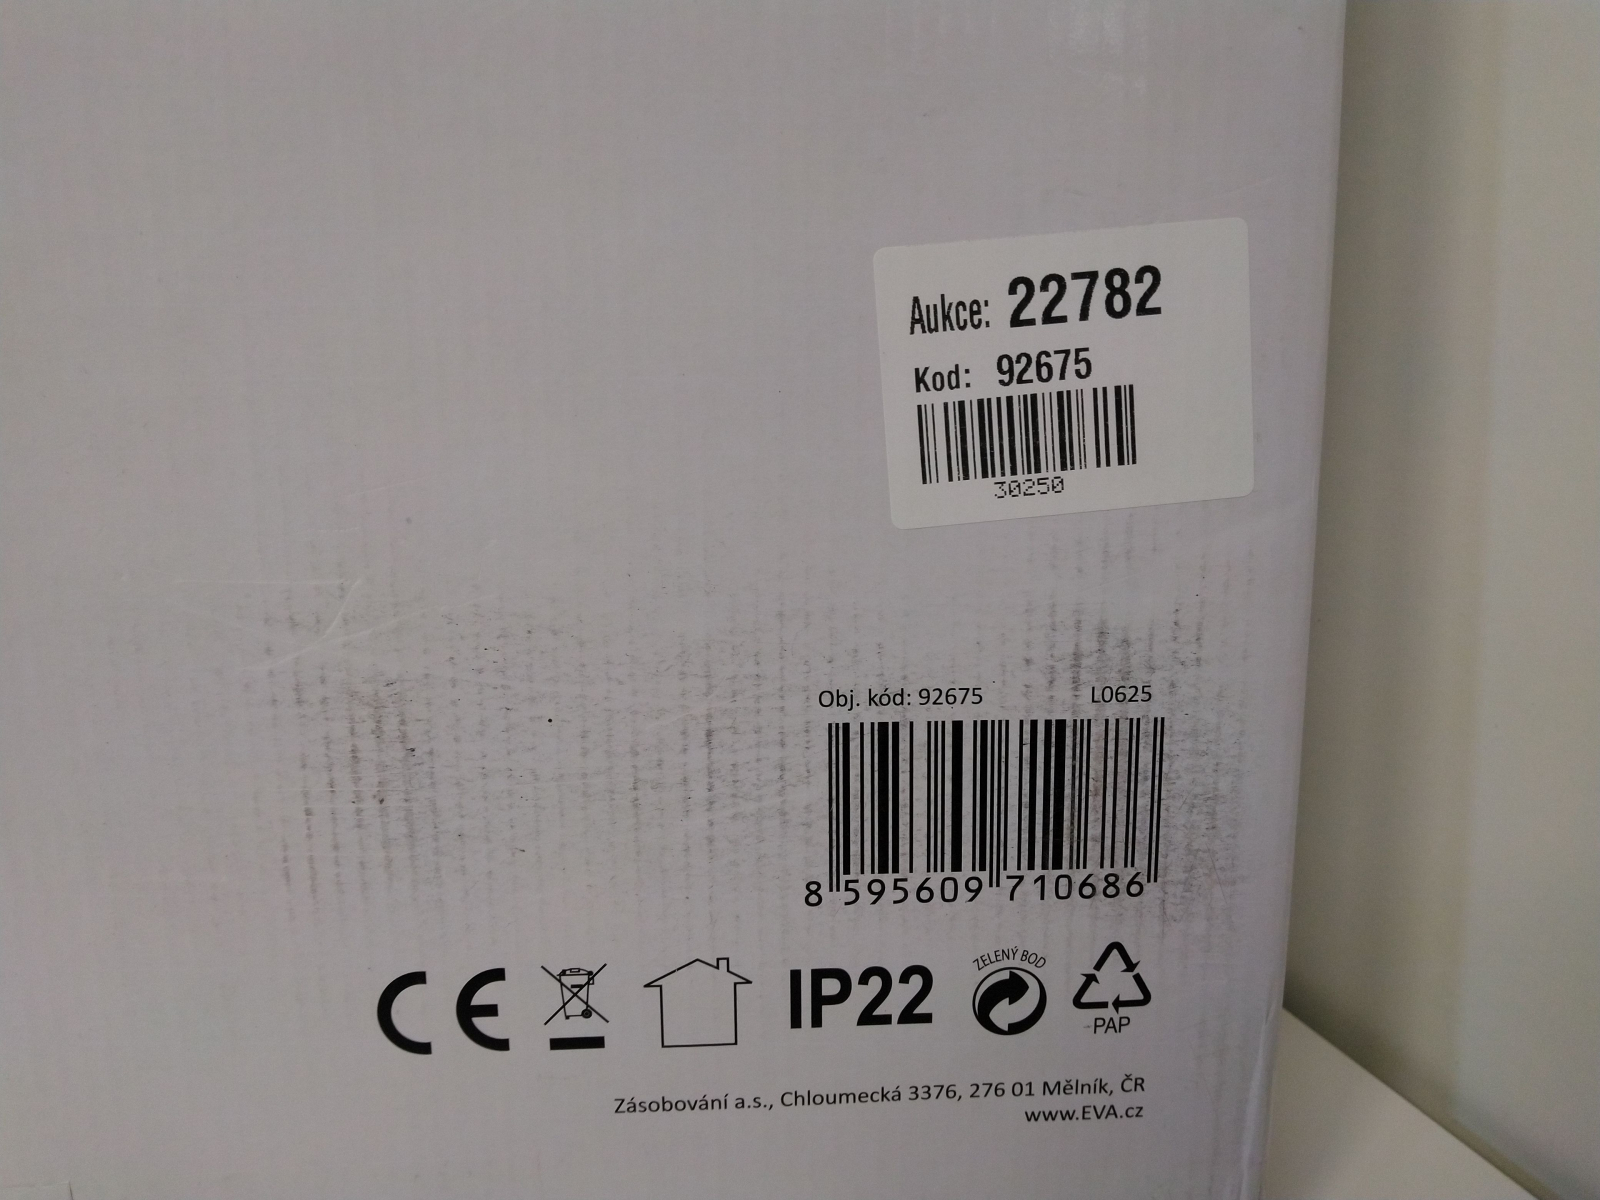 Aukce: 22782
Kod: 92675
30250
Obj. kód: 92675 L0625
8 595609 710686
CE IP22 ZELENÝ BOD PAP
Zásobování a.s., Chloumecká 3376, 276 01 Mělník, ČR
www.EVA.cz